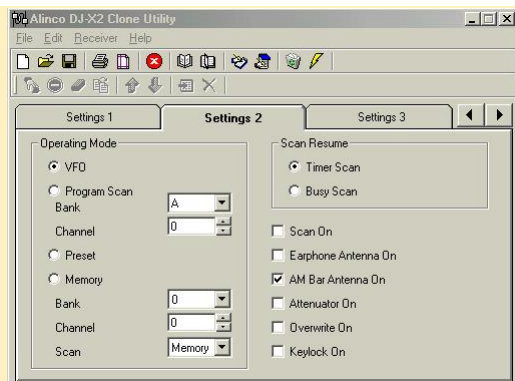 Alinco DJ-X2 Clone Utility
File Edit Receiver Help
Settings 1
Settings 2
Settings 3
Operating Mode
VFO
Program Scan
Bank A
Channel 0
Preset
Memory
Bank 0
Channel 0
Scan Memory
Scan Resume
Timer Scan
Busy Scan
Scan On
Earphone Antenna On
AM Bar Antenna On
Attenuator On
Overwrite On
Keylock On